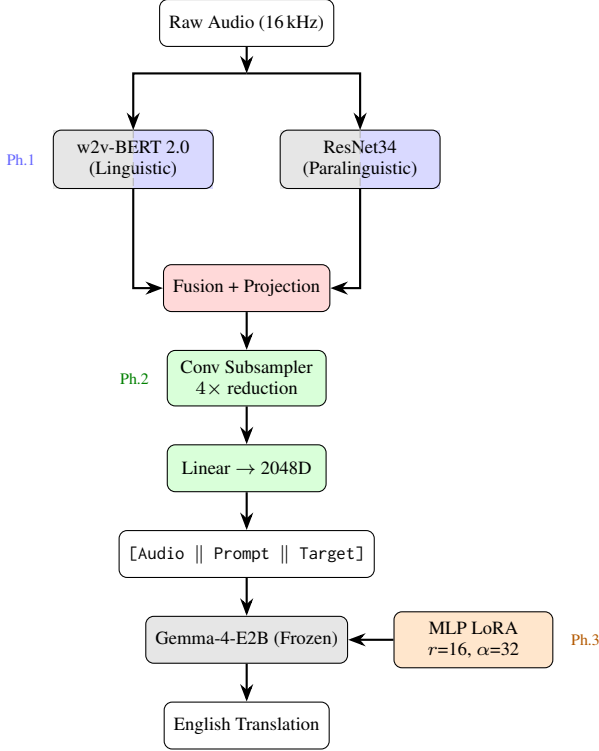 Raw Audio (16 kHz)
Ph.1
w2v-BERT 2.0
(Linguistic)
ResNet34
(Paralinguistic)
Fusion + Projection
Ph.2
Conv Subsampler
4× reduction
Linear → 2048D
[Audio ∥ Prompt ∥ Target]
Gemma-4-E2B (Frozen)
MLP LoRA
r=16, α=32
Ph.3
English Translation